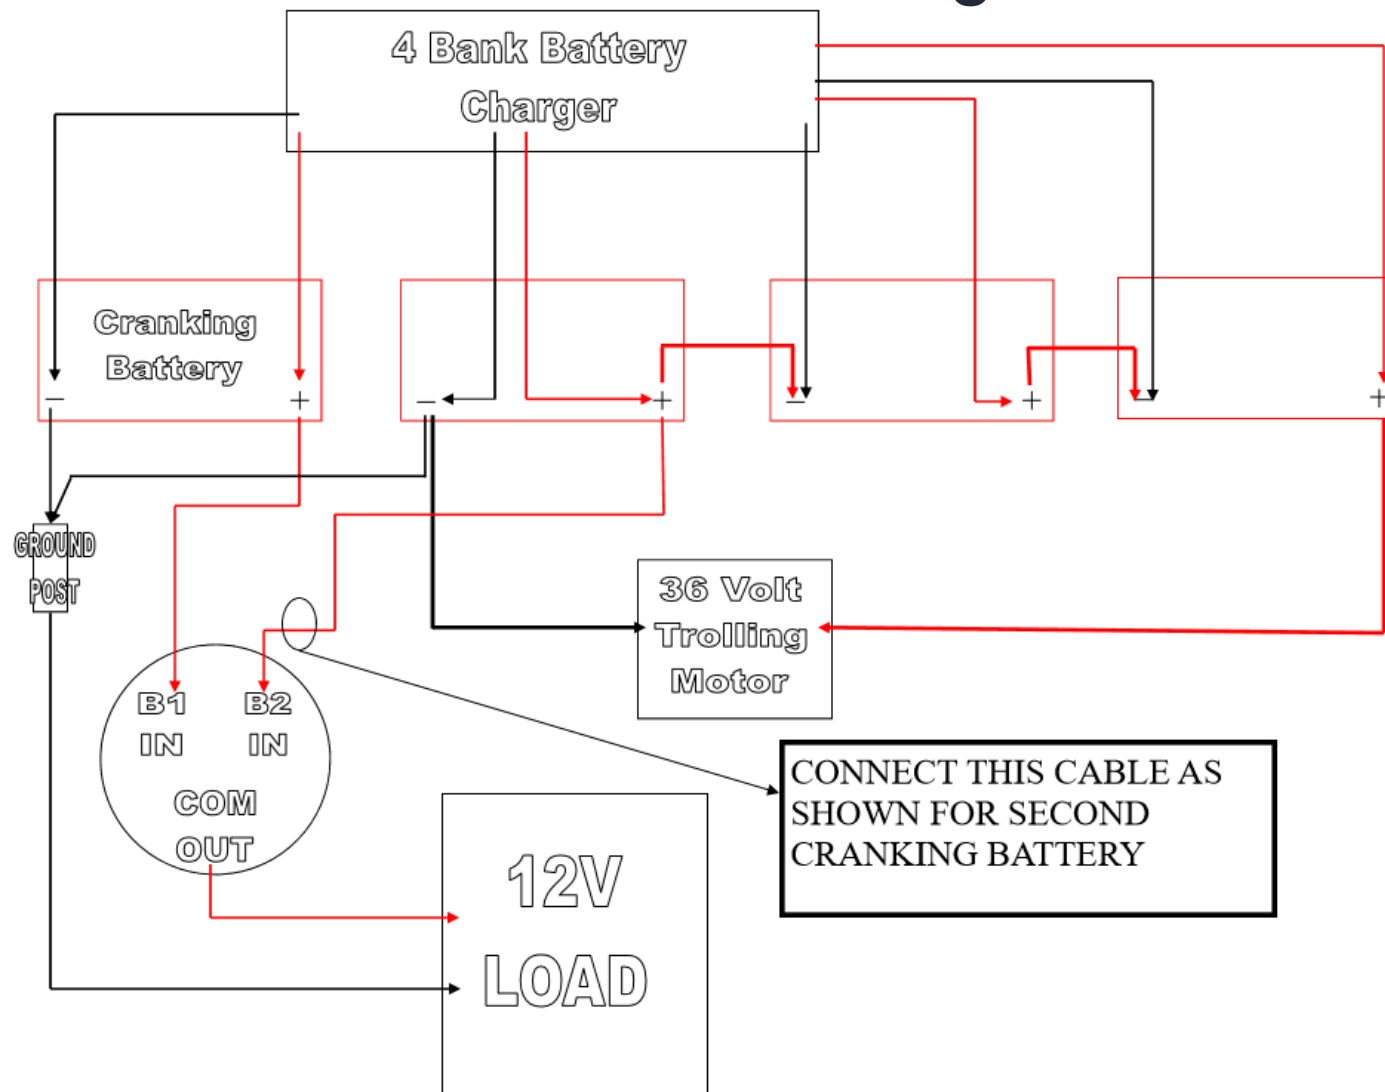 4 Bank Battery
Charger
Cranking
Battery
− +
− +
− +
− +
GROUND
POST
36 Volt
Trolling
Motor
B1 B2
IN IN
COM
OUT
CONNECT THIS CABLE AS
SHOWN FOR SECOND
CRANKING BATTERY
12V
LOAD